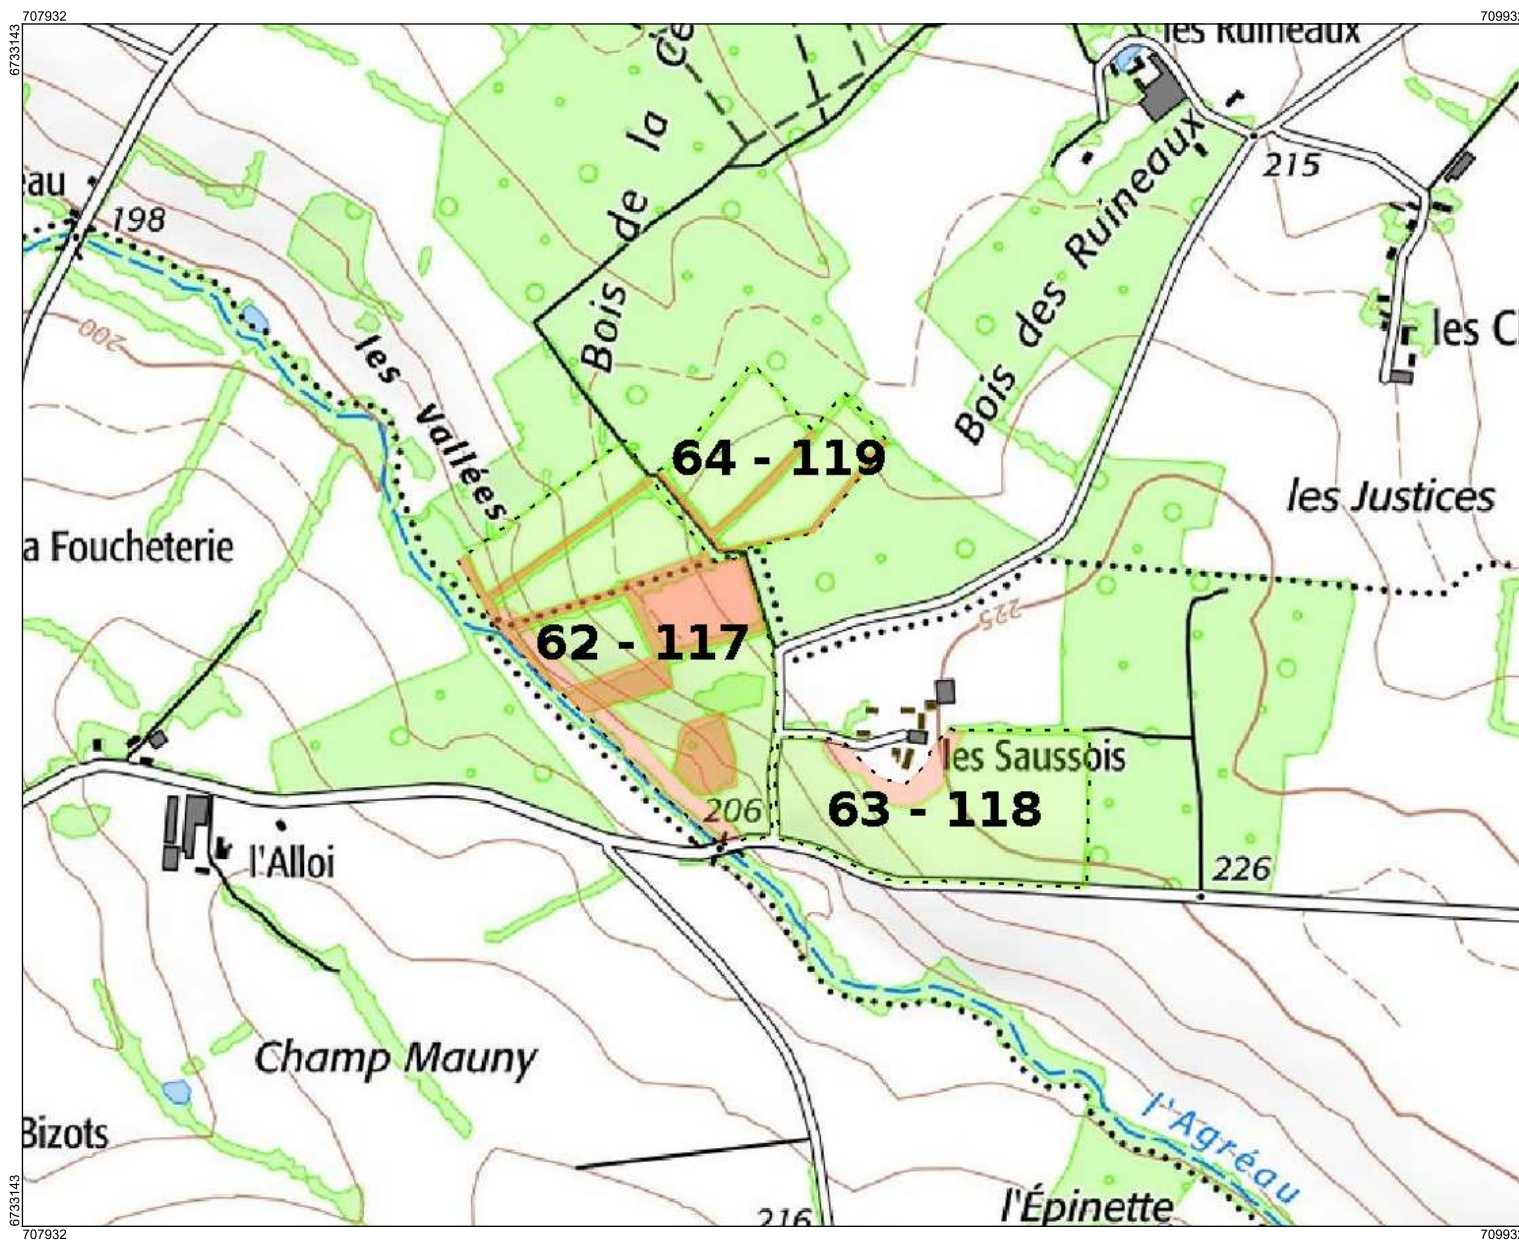 707932
709932
6733143
les Ruineaux
Bois de la Ce
Bois des Ruineaux
215
eau
198
200
les Vallées
les Cl
64 - 119
les Justices
a Foucheterie
225
62 - 117
les Saussois
206
63 - 118
226
l'Alloi
Champ Mauny
l'Agréau
Bizots
l'Épinette
216
6733143
707932
709932